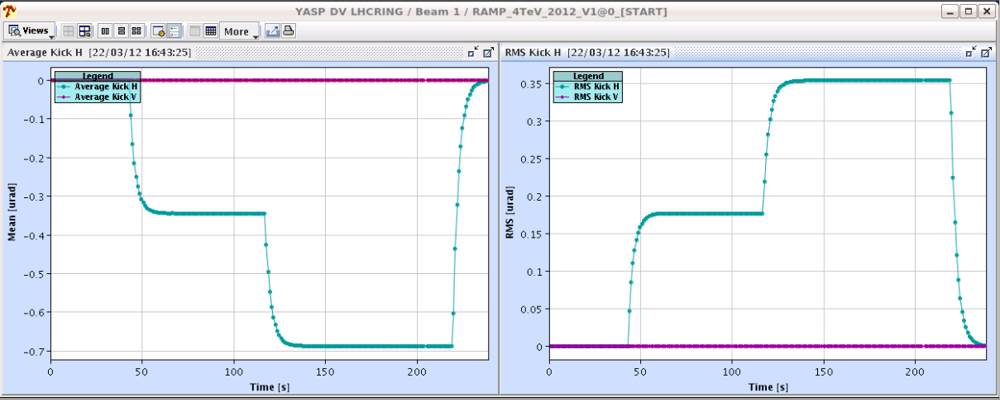 YASP DV LHCRING / Beam 1 / RAMP_4TeV_2012_V1@0_[START]
Views
More
Average Kick H [22/03/12 16:43:25]
Legend
Average Kick H
Average Kick V
0
-0.1
-0.2
-0.3
-0.4
-0.5
-0.6
-0.7
Mean [urad]
0
50
100
150
200
Time [s]
RMS Kick H [22/03/12 16:43:25]
Legend
RMS Kick H
RMS Kick V
0.35
0.3
0.25
0.2
0.15
0.1
0.05
0
RMS [urad]
0
50
100
150
200
Time [s]